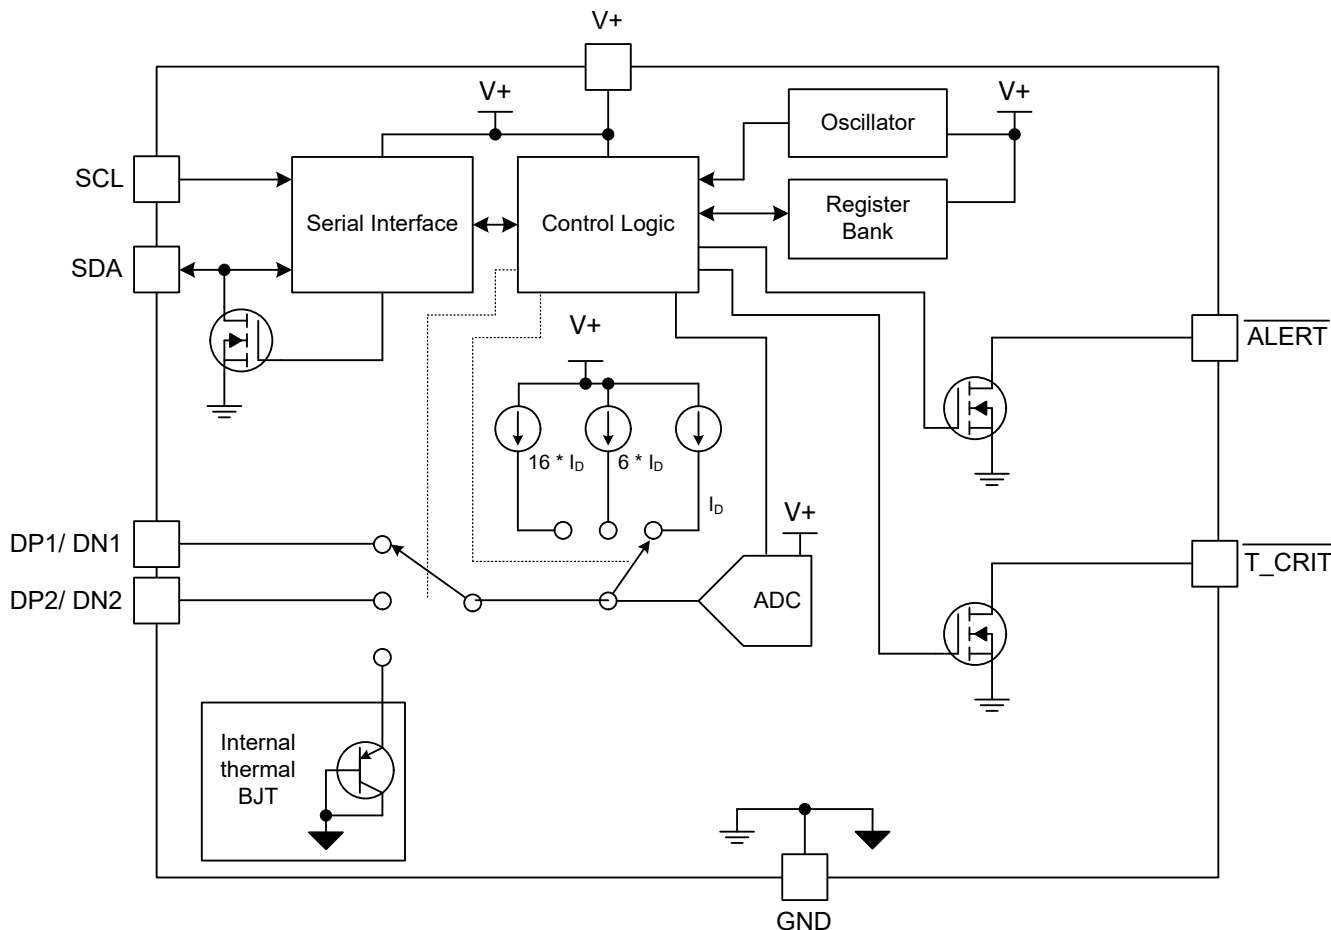 V+
V+
Oscillator
V+
SCL
Serial Interface
Control Logic
Register
Bank
SDA
V+
ALERT
16 * ID
6 * ID
ID
V+
DP1/ DN1
DP2/ DN2
ADC
T_CRIT
Internal
thermal
BJT
GND